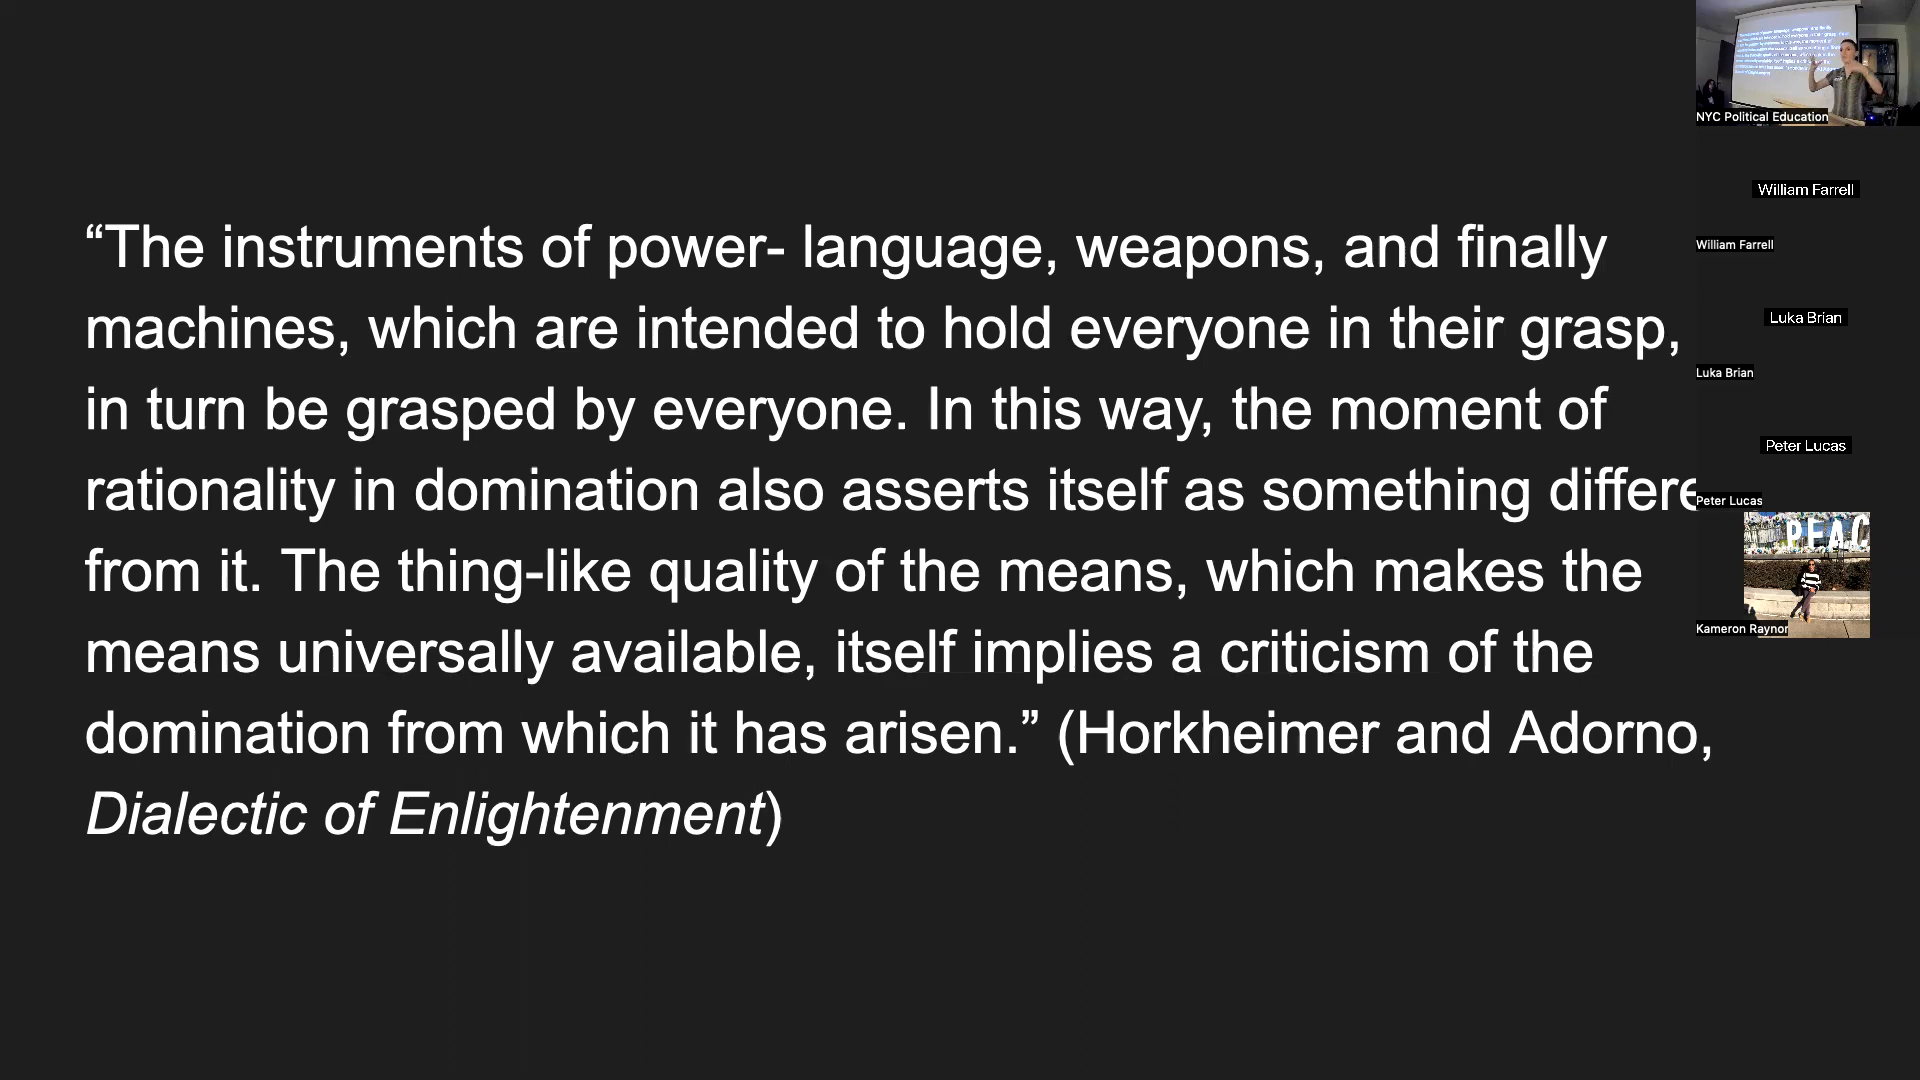 “The instruments of power- language, weapons, and finally
machines, which are intended to hold everyone in their grasp,
in turn be grasped by everyone. In this way, the moment of
rationality in domination also asserts itself as something differe
from it. The thing-like quality of the means, which makes the
means universally available, itself implies a criticism of the
domination from which it has arisen.” (Horkheimer and Adorno,
Dialectic of Enlightenment)
NYC Political Education
William Farrell
William Farrell
Luka Brian
Luka Brian
Peter Lucas
Peter Lucas
PEAC
Kameron Raynor